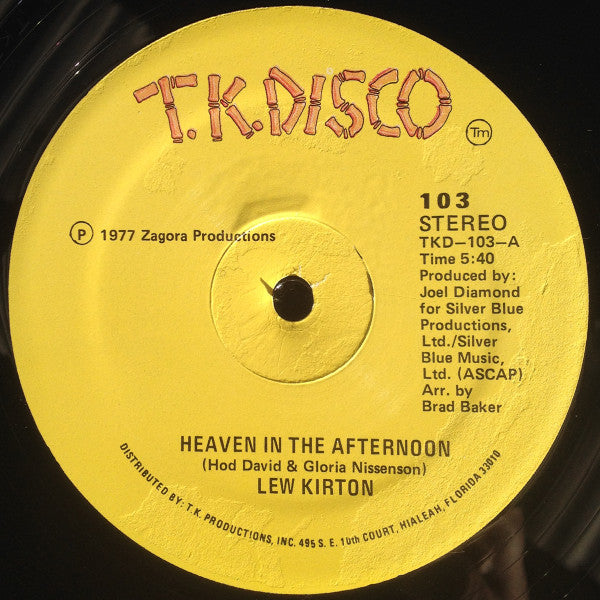 T.K.DISCO
Tm
103
STEREO
TKD—103—A
Time 5:40
Produced by:
Joel Diamond
for Silver Blue
Productions,
Ltd./Silver
Blue Music,
Ltd. (ASCAP)
Arr. by
Brad Baker
P 1977 Zagora Productions
HEAVEN IN THE AFTERNOON
(Hod David & Gloria Nissenson)
LEW KIRTON
DISTRIBUTED BY: T.K. PRODUCTIONS, INC. 495 S. E. 10th COURT, HIALEAH, FLORIDA 33010